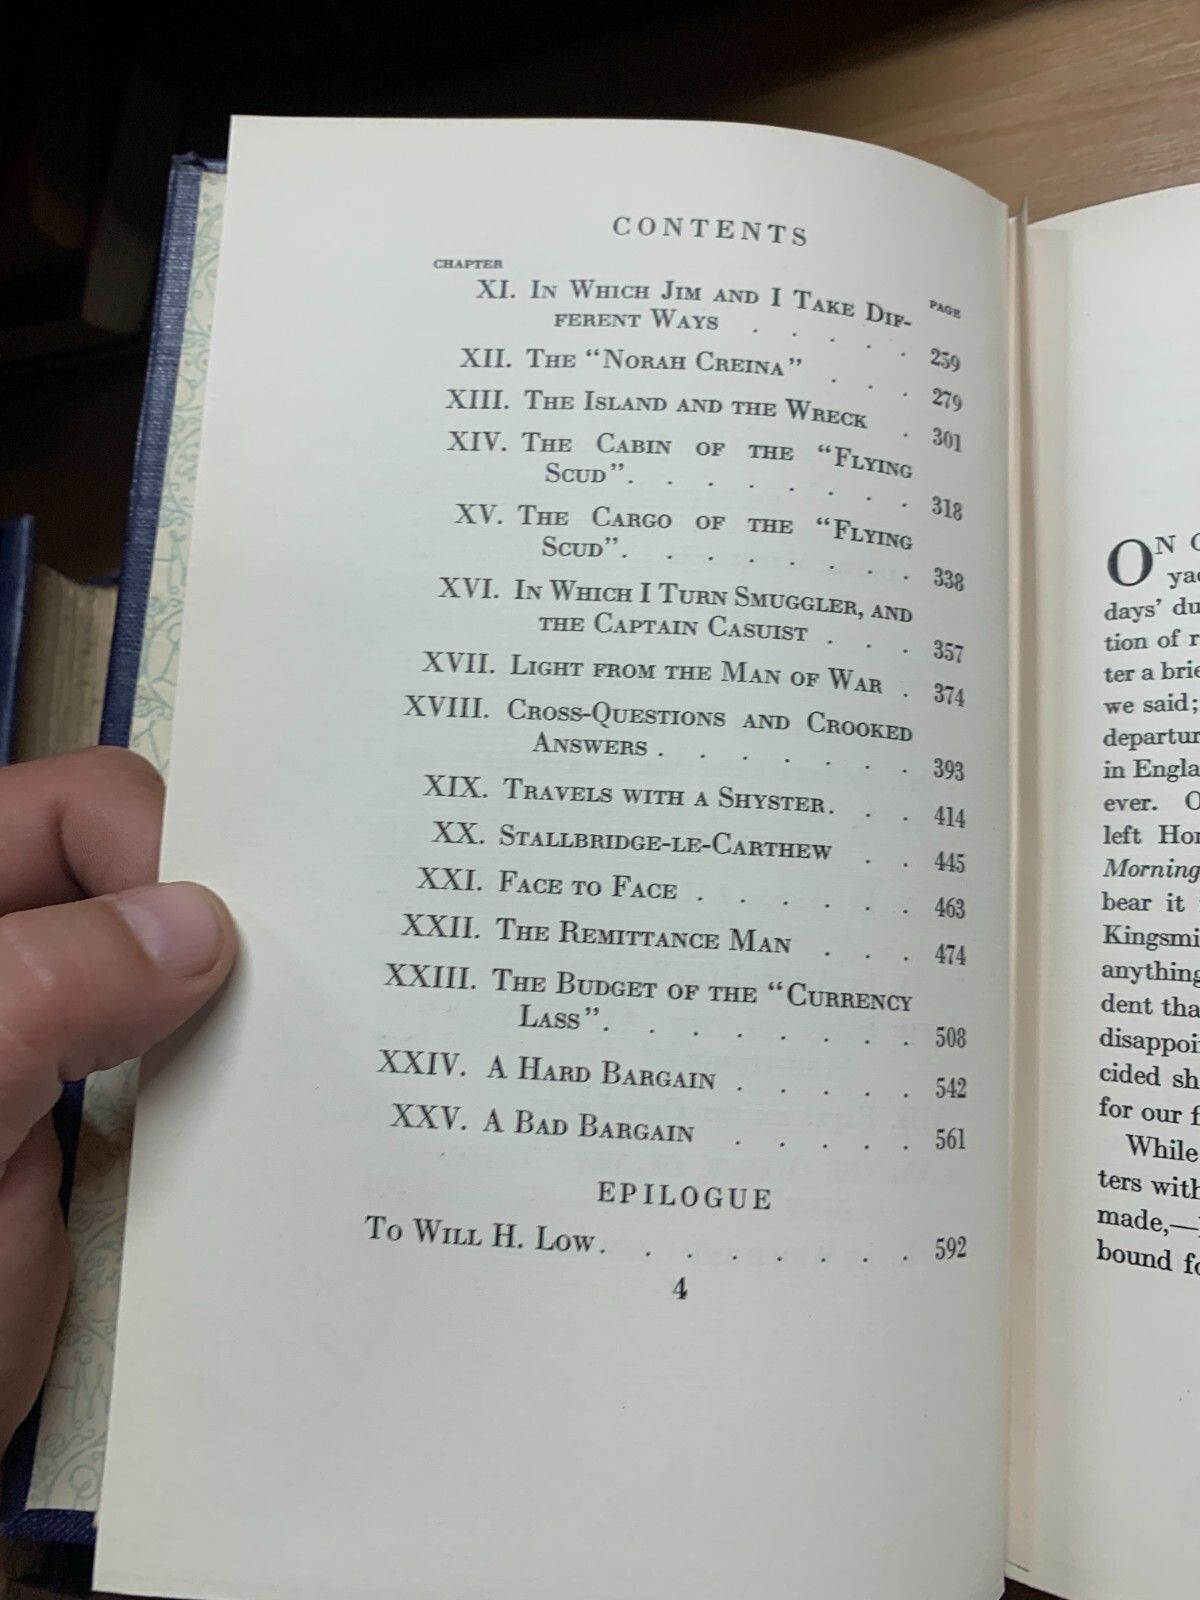 CONTENTS
CHAPTER
PAGE
XI. In Which Jim and I Take Dif-
ferent Ways . . . . . 259
XII. The "Norah Creina" . . . 279
XIII. The Island and the Wreck . 301
XIV. The Cabin of the "Flying
Scud". . . . . . . . 318
XV. The Cargo of the "Flying
Scud". . . . . . . . 338
XVI. In Which I Turn Smuggler, and
the Captain Casuist . . . 357
XVII. Light from the Man of War . 374
XVIII. Cross-Questions and Crooked
Answers . . . . . . . 393
XIX. Travels with a Shyster. . . 414
XX. Stallbridge-le-Carthew . . 445
XXI. Face to Face . . . . . . 463
XXII. The Remittance Man . . . 474
XXIII. The Budget of the "Currency
Lass". . . . . . . . 508
XXIV. A Hard Bargain . . . . . 542
XXV. A Bad Bargain . . . . . 561
EPILOGUE
To Will H. Low. . . . . . . . 592
4
ON
days' du
tion of
ter a brie
we said;
departur
in Engla
ever.
left Hon
Morning
bear it
Kingsmi
anything
dent tha
disappoi
cided sh
for our f
While
ters with
made,—
bound fo